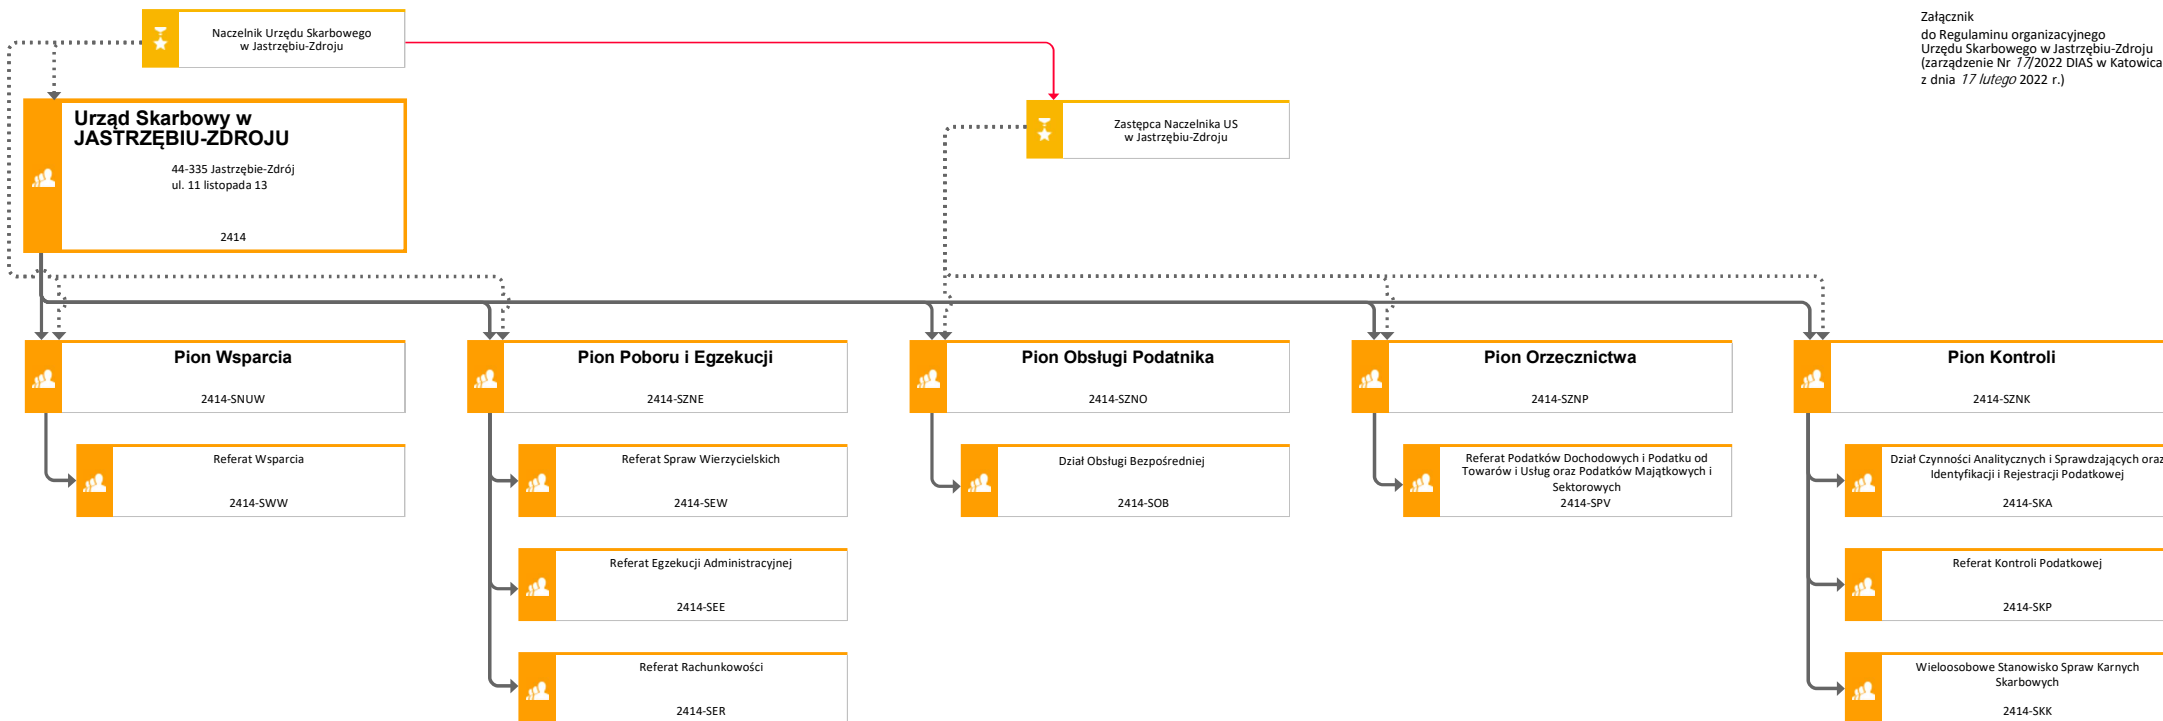 Załącznik
do Regulaminu organizacyjnego
Urzędu Skarbowego w Jastrzębiu-Zdroju
(zarządzenie Nr 17/2022 DIAS w Katowica
z dnia 17 lutego 2022 r.)
Naczelnik Urzędu Skarbowego
w Jastrzębiu-Zdroju
Zastępca Naczelnika US
w Jastrzębiu-Zdroju
Urząd Skarbowy w
JASTRZĘBIU-ZDROJU
44-335 Jastrzębie-Zdrój
ul. 11 listopada 13
2414
Pion Wsparcia
2414-SNUW
Referat Wsparcia
2414-SWW
Pion Poboru i Egzekucji
2414-SZNE
Referat Spraw Wierzycielskich
2414-SEW
Referat Egzekucji Administracyjnej
2414-SEE
Referat Rachunkowości
2414-SER
Pion Obsługi Podatnika
2414-SZNO
Dział Obsługi Bezpośredniej
2414-SOB
Pion Orzecznictwa
2414-SZNP
Referat Podatków Dochodowych i Podatku od
Towarów i Usług oraz Podatków Majątkowych i
Sektorowych
2414-SPV
Pion Kontroli
2414-SZNK
Dział Czynności Analitycznych i Sprawdzających oraz
Identyfikacji i Rejestracji Podatkowej
2414-SKA
Referat Kontroli Podatkowej
2414-SKP
Wieloosobowe Stanowisko Spraw Karnych
Skarbowych
2414-SKK